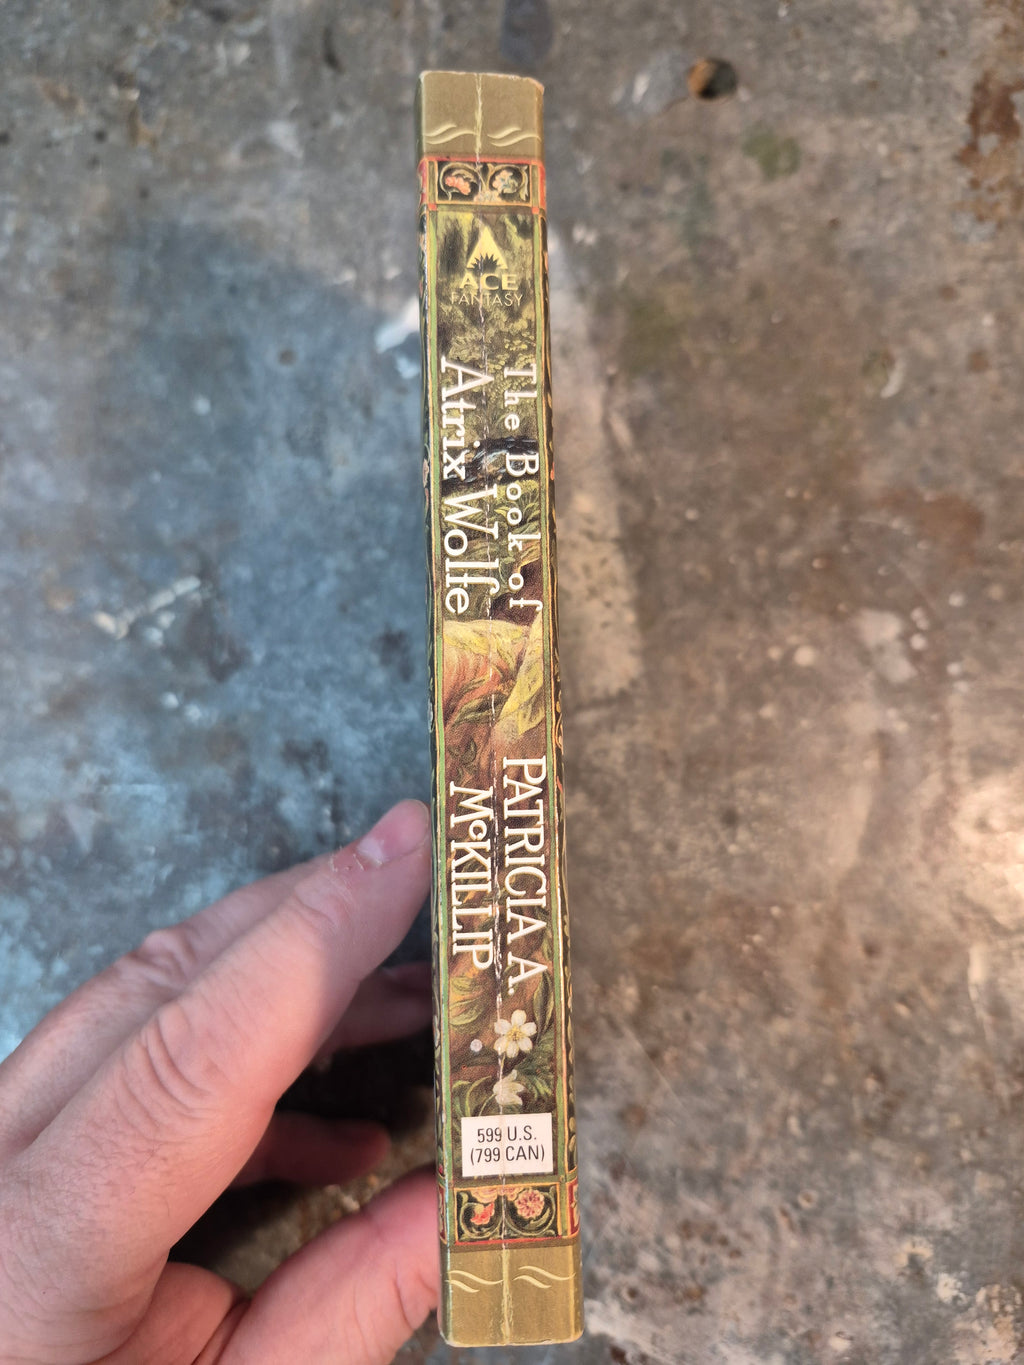 ACE
FANTASY
The Book of
Atrix Wolfe
PATRICIA A.
McKILLIP
599 U.S.
(799 CAN)